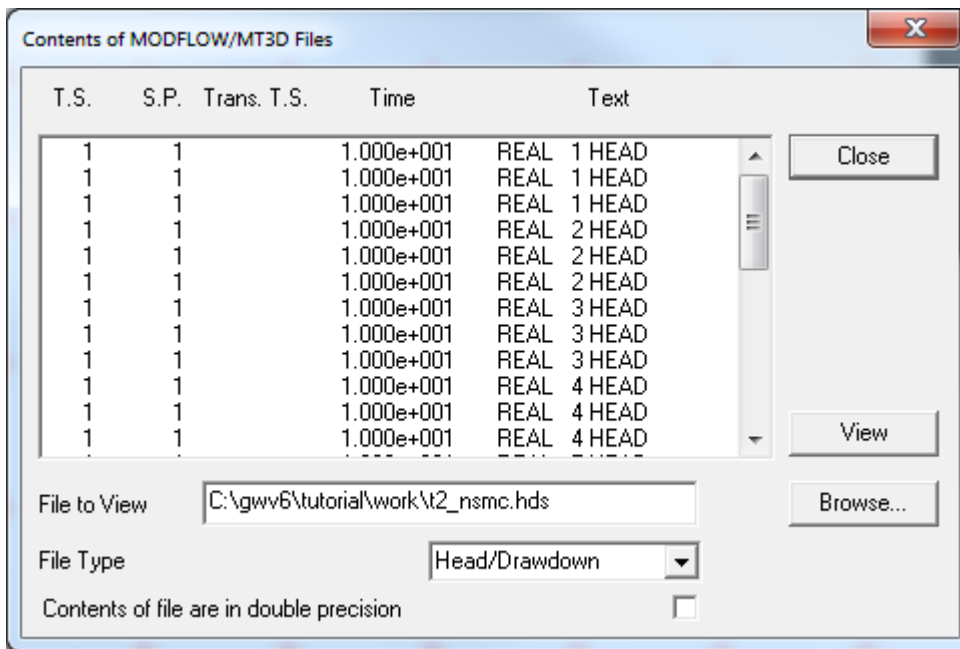 Contents of MODFLOW/MT3D Files
T.S. S.P. Trans. T.S. Time Text
1 1 1.000e+001 REAL 1 HEAD
1 1 1.000e+001 REAL 1 HEAD
1 1 1.000e+001 REAL 1 HEAD
1 1 1.000e+001 REAL 2 HEAD
1 1 1.000e+001 REAL 2 HEAD
1 1 1.000e+001 REAL 2 HEAD
1 1 1.000e+001 REAL 3 HEAD
1 1 1.000e+001 REAL 3 HEAD
1 1 1.000e+001 REAL 3 HEAD
1 1 1.000e+001 REAL 4 HEAD
1 1 1.000e+001 REAL 4 HEAD
1 1 1.000e+001 REAL 4 HEAD
Close
View
File to View C:\gwv6\tutorial\work\t2_nsmc.hds Browse...
File Type Head/Drawdown
Contents of file are in double precision